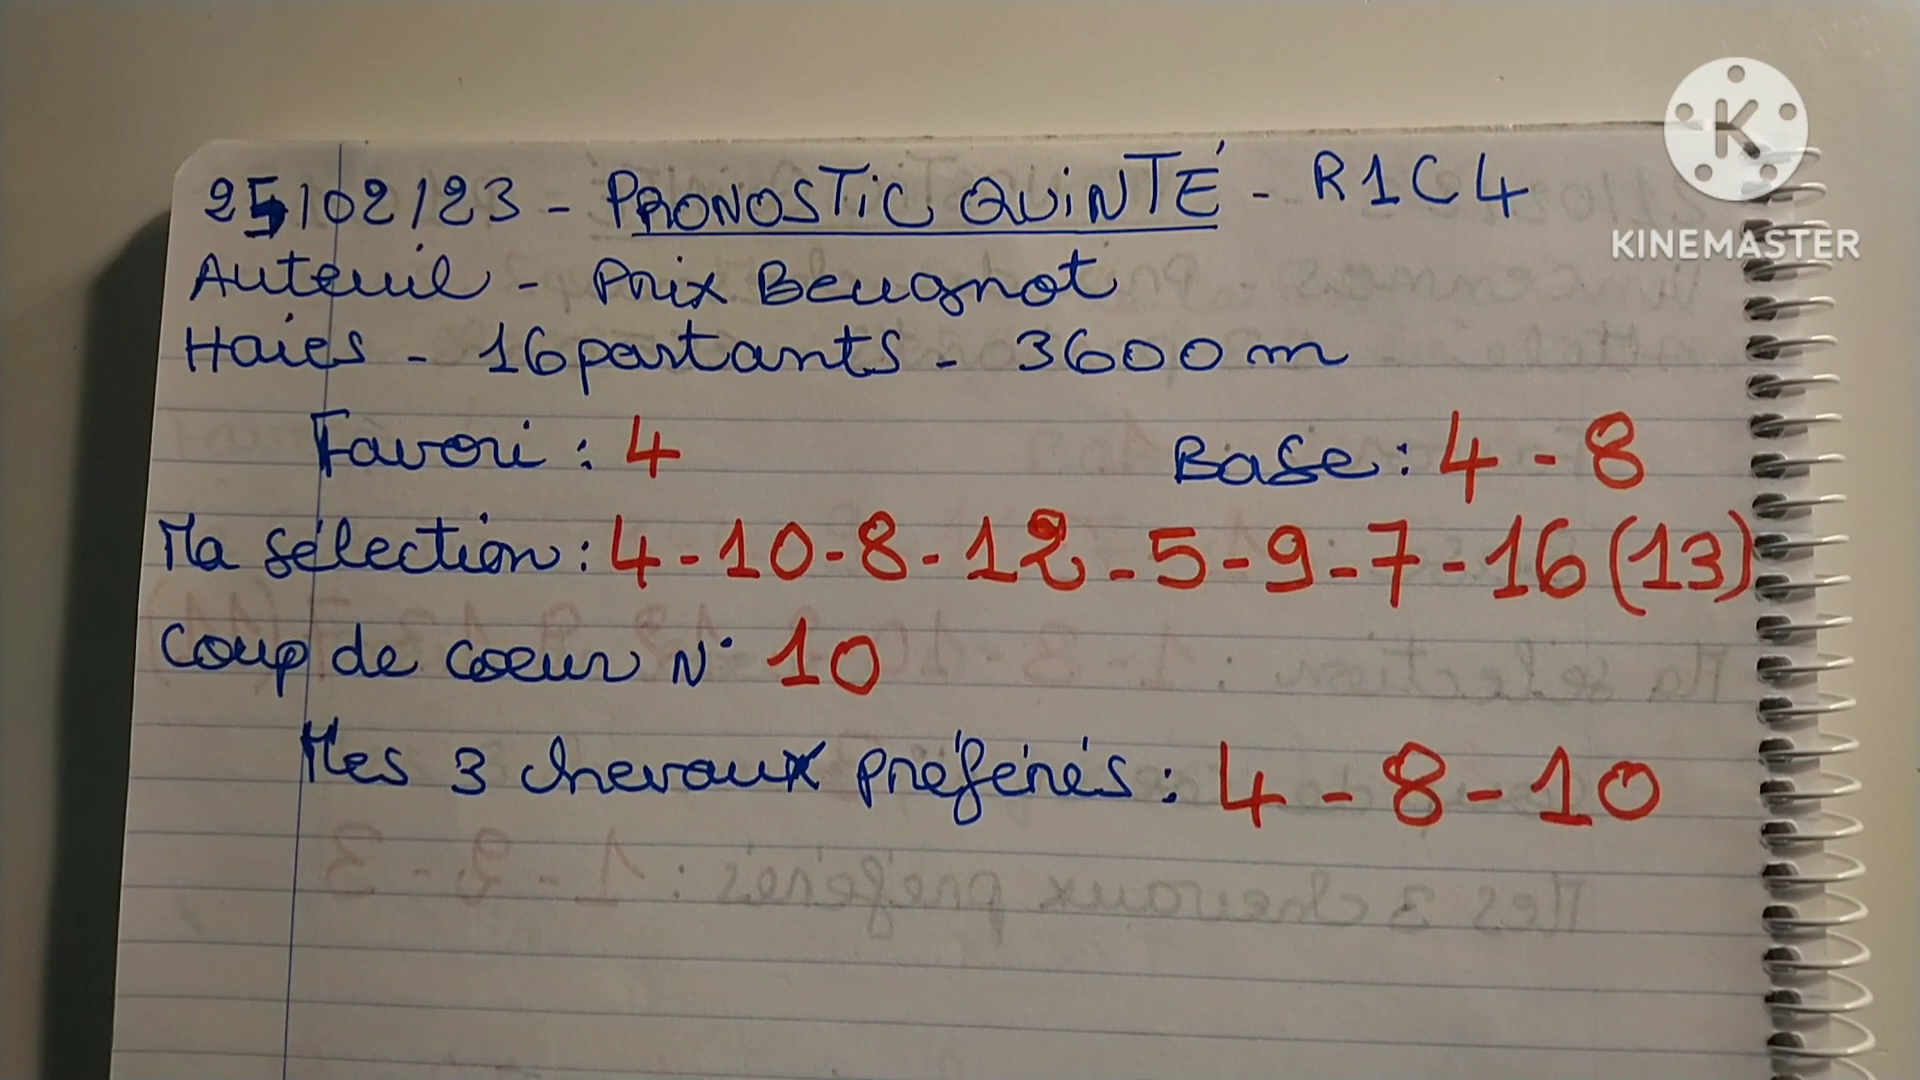 25/02/23 - PRONOSTiC QUiNTÉ - R1C4
KINEMASTER
Auteuil - Prix Beugnot
Haies - 16 partants - 3600 m
Favori : 4 Base : 4 - 8
Ma sélection : 4 - 10 - 8 - 12 - 5 - 9 - 7 - 16 (13)
Coup de coeur N° 10
Mes 3 chevaux préférés : 4 - 8 - 10